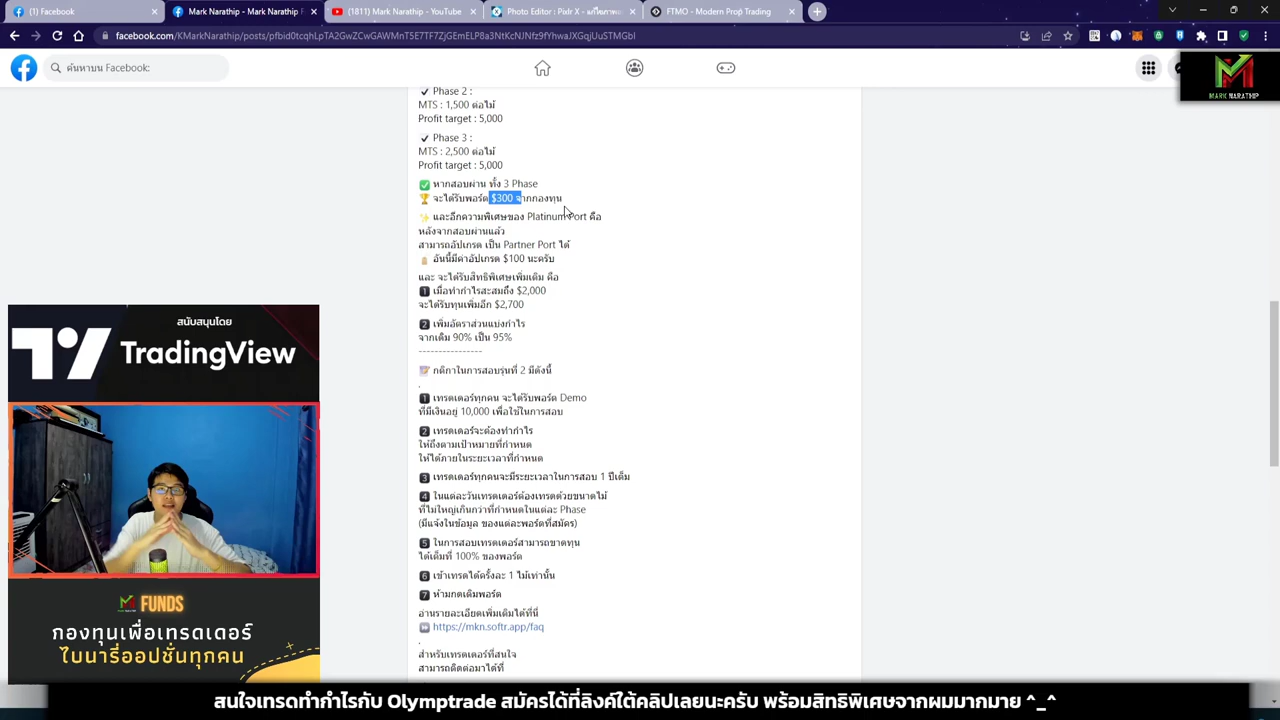 (1) Facebook
Mark Narathip - Mark Narathip - F
(1811) Mark Narathip - YouTube
Photo Editor : Pixlr X - แก้ไขภาพแ
FTMO - Modern Prop Trading
ค้นหาบน Facebook:
MARK NARATHIP
Phase 2 :
MTS : 1,500 ต่อไม้
Profit target : 5,000
Phase 3 :
MTS : 2,500 ต่อไม้
Profit target : 5,000
หากสอบผ่าน ทั้ง 3 Phase
จะได้รับพอร์ต $300 จากกองทุน
และอีกความพิเศษของ Platinum Port คือ
หลังจากสอบผ่านแล้ว
สามารถอัปเกรด เป็น Partner Port ได้
อันนี้มีค่าอัปเกรด $100 นะครับ
และ จะได้รับสิทธิพิเศษเพิ่มเติม คือ
1 เมื่อทำกำไรสะสมถึง $2,000
จะได้รับทุนเพิ่มอีก $2,700
2 เพิ่มอัตราส่วนแบ่งกำไร
จากเดิม 90% เป็น 95%
----------------
กติกาในการสอบรุ่นที่ 2 มีดังนี้
.
1 เทรดเดอร์ทุกคน จะได้รับพอร์ต Demo
ที่มีเงินอยู่ 10,000 เพื่อใช้ในการสอบ
2 เทรดเดอร์จะต้องทำกำไร
ให้ถึงตามเป้าหมายที่กำหนด
ให้ได้ภายในระยะเวลาที่กำหนด
3 เทรดเดอร์ทุกคนจะมีระยะเวลาในการสอบ 1 ปีเต็ม
4 ในแต่ละวันเทรดเดอร์ต้องเทรดด้วยขนาดไม้
ที่ไม่ใหญ่เกินกว่าที่กำหนดในแต่ละ Phase
(มีแจ้งในข้อมูล ของแต่ละพอร์ตที่สมัคร)
5 ในการสอบเทรดเดอร์สามารถขาดทุน
ได้เต็มที่ 100% ของพอร์ต
6 เข้าเทรดได้ครั้งละ 1 ไม้เท่านั้น
7 ห้ามกดเติมพอร์ต
อ่านรายละเอียดเพิ่มเติมได้ที่นี่
https://mkn.softr.app/faq
.
สำหรับเทรดเดอร์ที่สนใจ
สามารถติดต่อมาได้ที่
สนับสนุนโดย
TradingView
FUNDS
กองทุนเพื่อเทรดเดอร์
ไบนารี่ออปชั่นทุกคน
สนใจเทรดทำกำไรกับ Olymptrade สมัครได้ที่ลิงค์ใต้คลิปเลยนะครับ พร้อมสิทธิพิเศษจากผมมากมาย ^_^